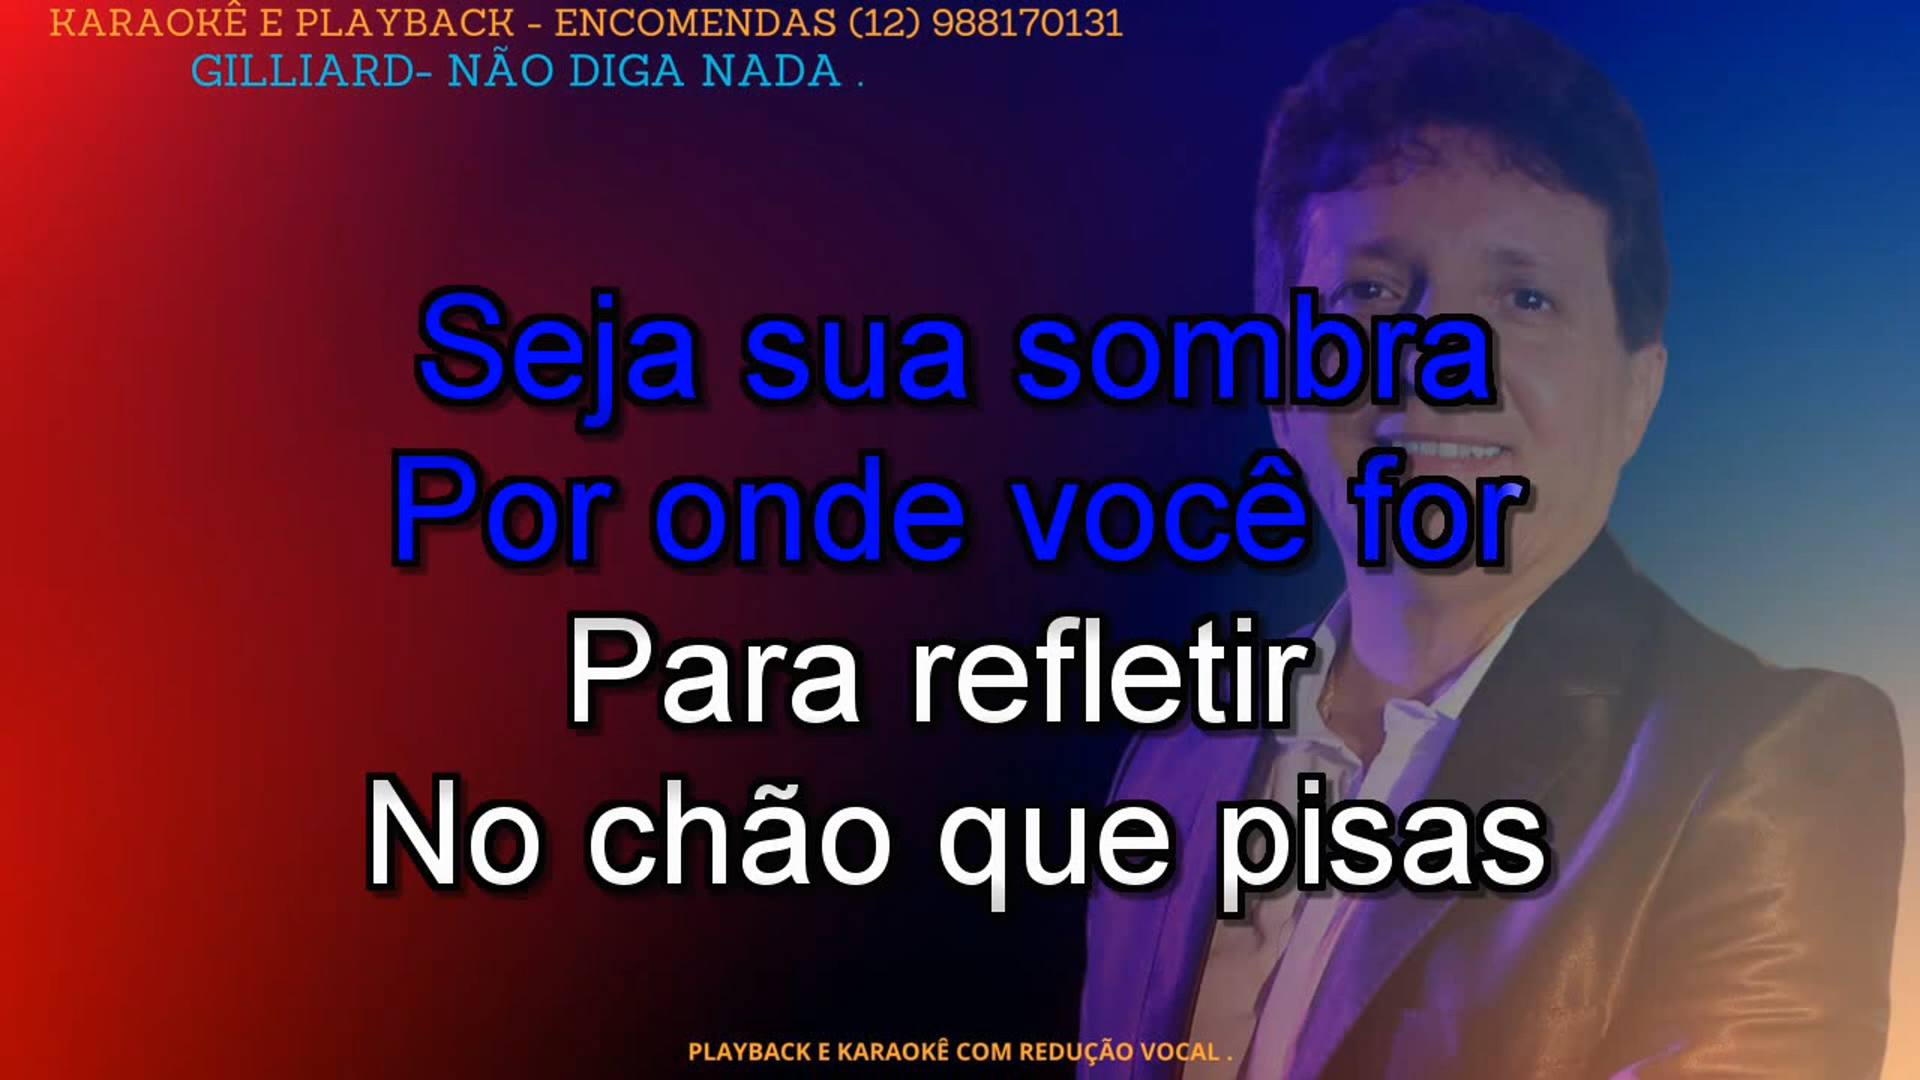 KARAOKÊ E PLAYBACK - ENCOMENDAS (12) 988170131
GILLIARD- NÃO DIGA NADA .
Seja sua sombra
Por onde você for
Para refletir
No chão que pisas
PLAYBACK E KARAOKÊ COM REDUÇÃO VOCAL .